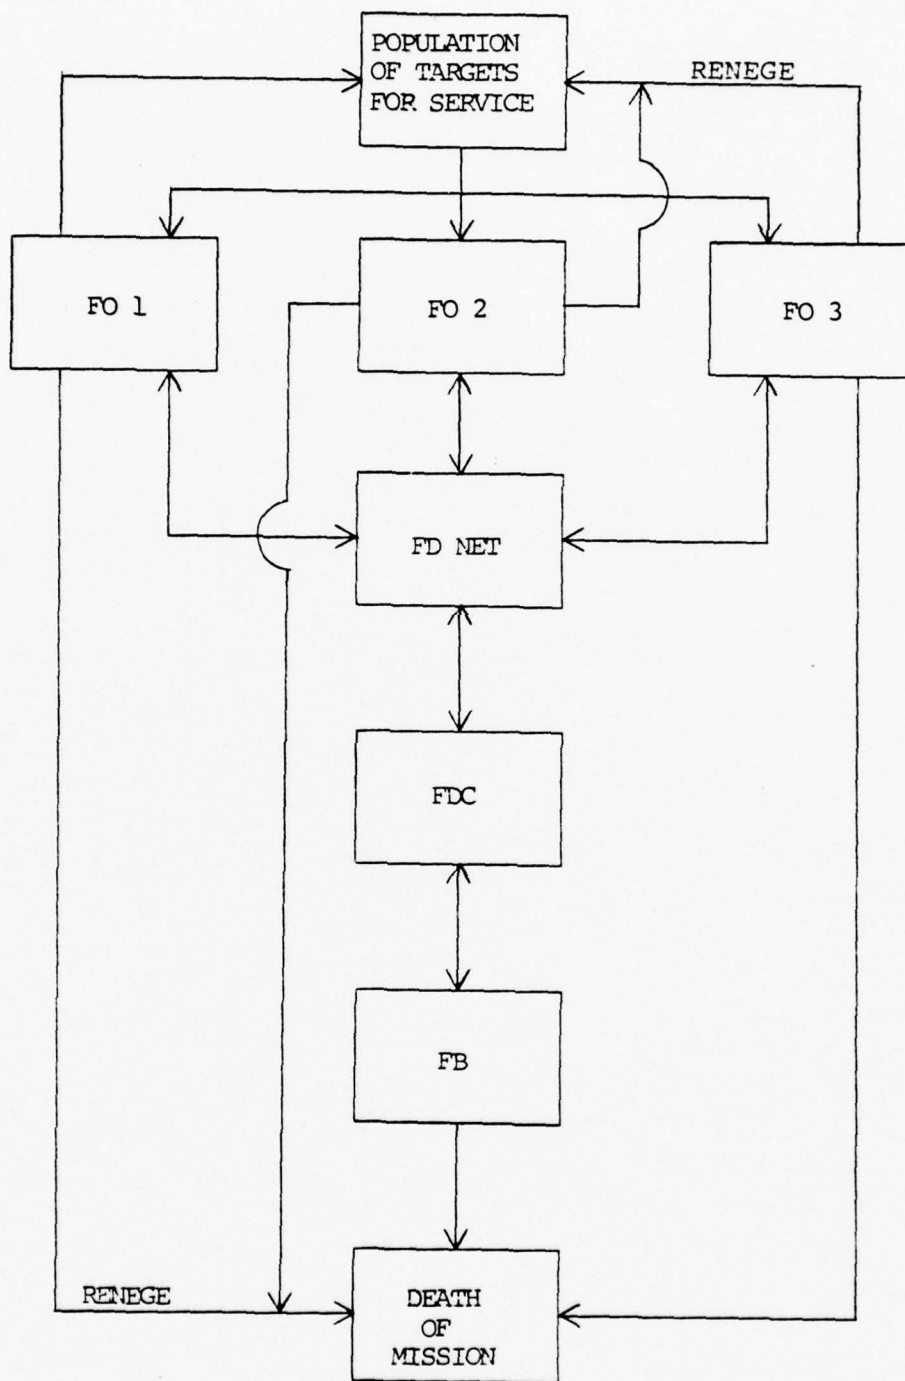 POPULATION
OF TARGETS
FOR SERVICE
RENEGE
FO 1
FO 2
FO 3
FD NET
FDC
FB
RENEGE
DEATH
OF
MISSION